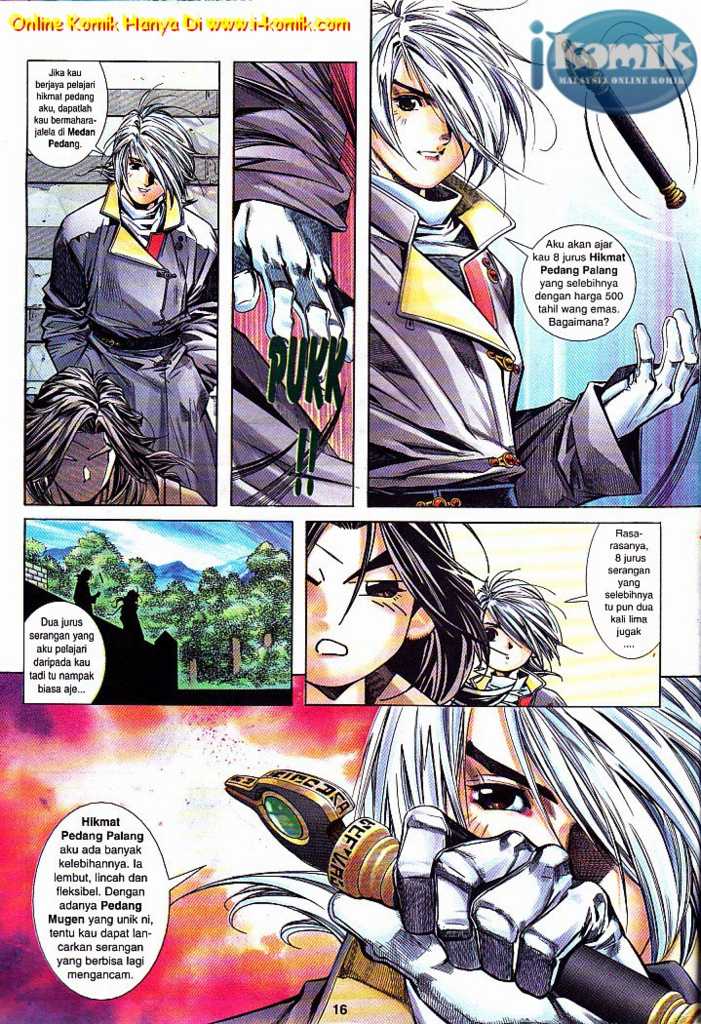 Online Komik Hanya Di www.i-komik.com
iKomik
MALAYSIA ONLINE KOMIK
Jika kau
berjaya pelajari
hikmat pedang
aku, dapatlah
kau bermahara-
jalela di Medan
Pedang.
PUKK
!!
Aku akan ajar
kau 8 jurus Hikmat
Pedang Palang
yang selebihnya
dengan harga 500
tahil wang emas.
Bagaimana?
Dua jurus
serangan yang
aku pelajari
daripada kau
tadi tu nampak
biasa aje...
Rasa-
rasanya,
8 jurus
serangan
yang
selebihnya
tu pun dua
kali lima
jugak
....
Hikmat
Pedang Palang
aku ada banyak
kelebihannya. Ia
lembut, lincah dan
fleksibel. Dengan
adanya Pedang
Mugen yang unik ni,
tentu kau dapat lan-
carkan serangan
yang berbisa lagi
mengancam.
16